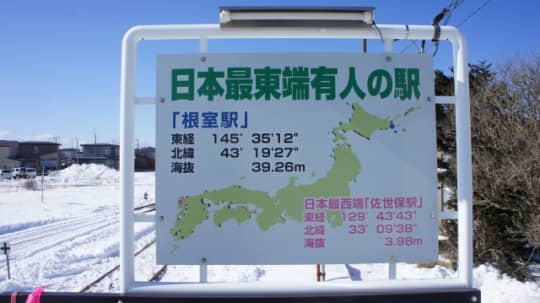 日本最東端有人の駅
「根室駅」
東経 145° 35'12"
北緯 43° 19'27"
海抜 39.26m
日本最西端「佐世保駅」
東経 129° 43'43"
北緯 33° 09'38"
海抜 3.98m